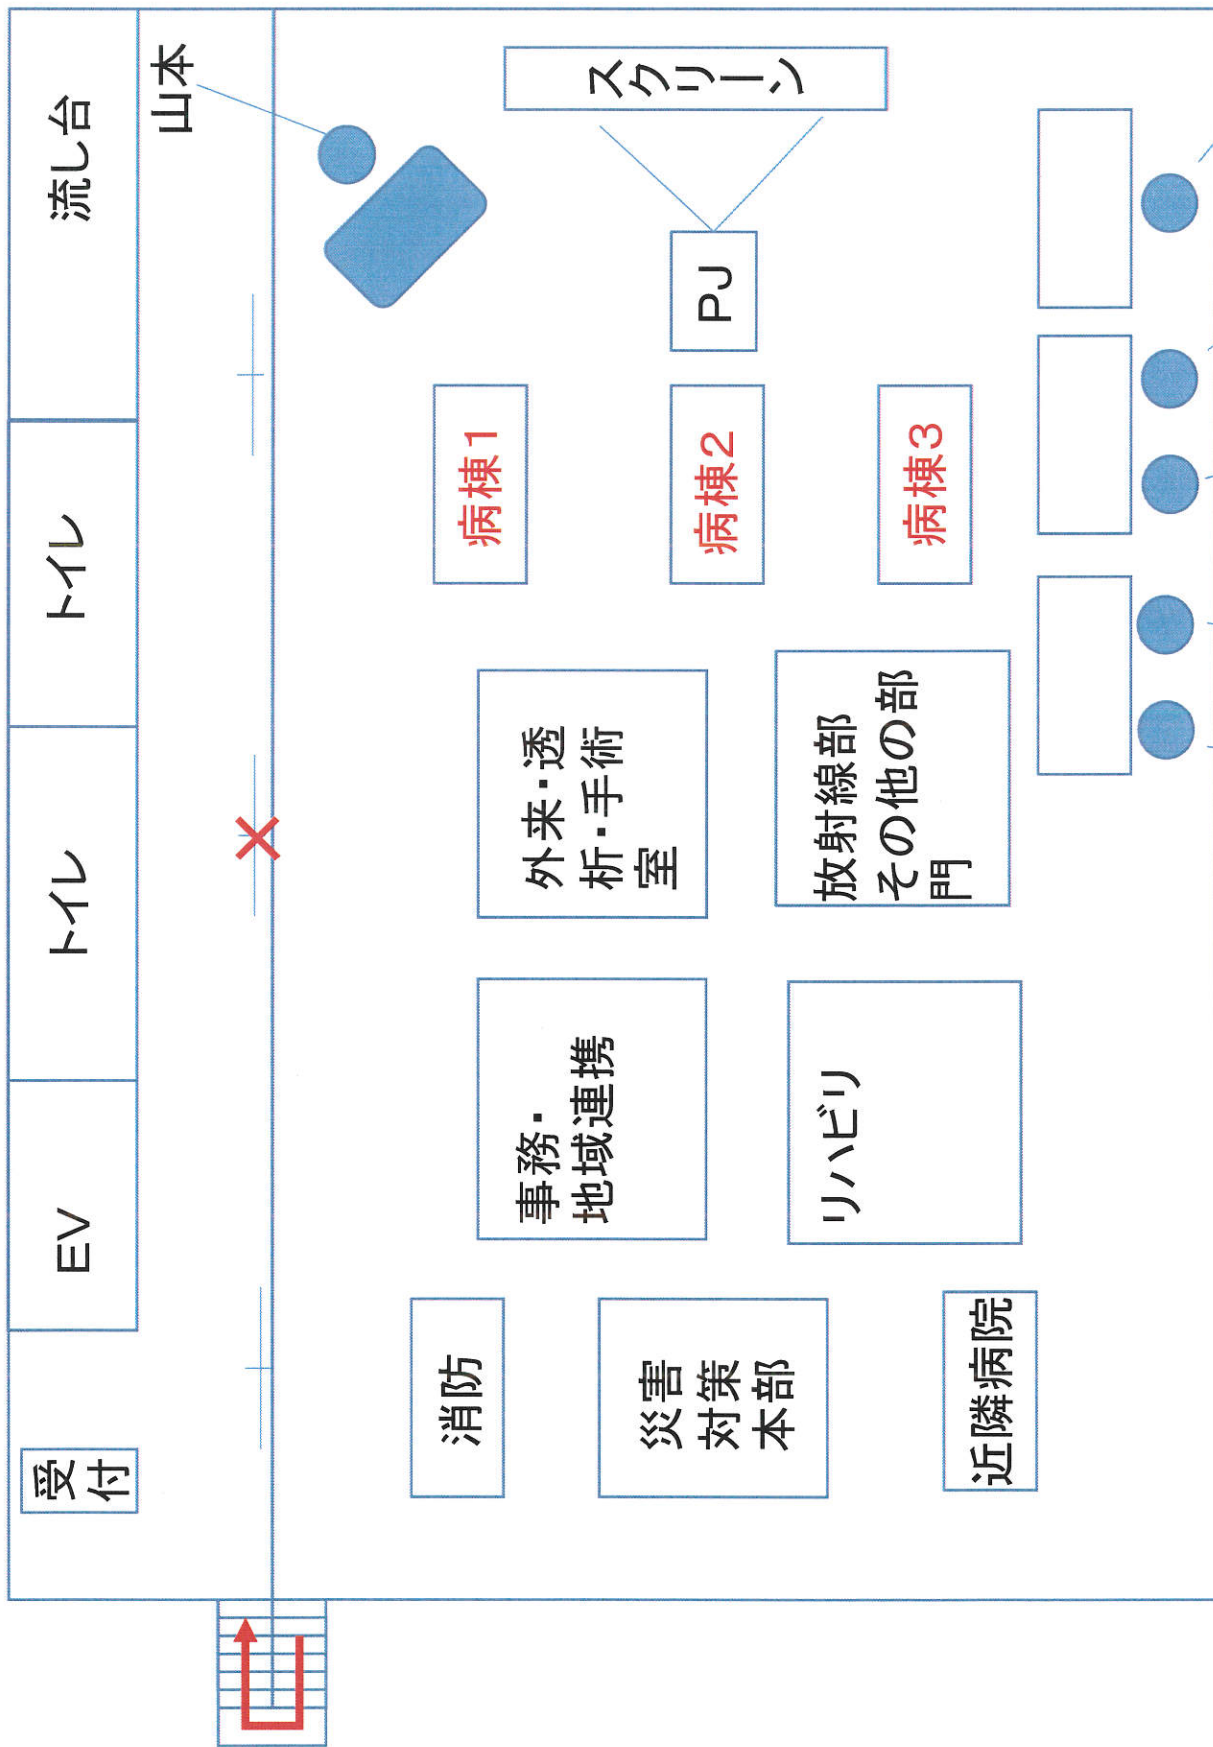 受
付
EV
トイレ
トイレ
流し台
山本
スクリーン
PJ
消防
事務・
地域連携
外来・透
析・手術
室
病棟1
病棟2
病棟3
災害
対策
本部
リハビリ
放射線部
その他の部
門
近隣病院